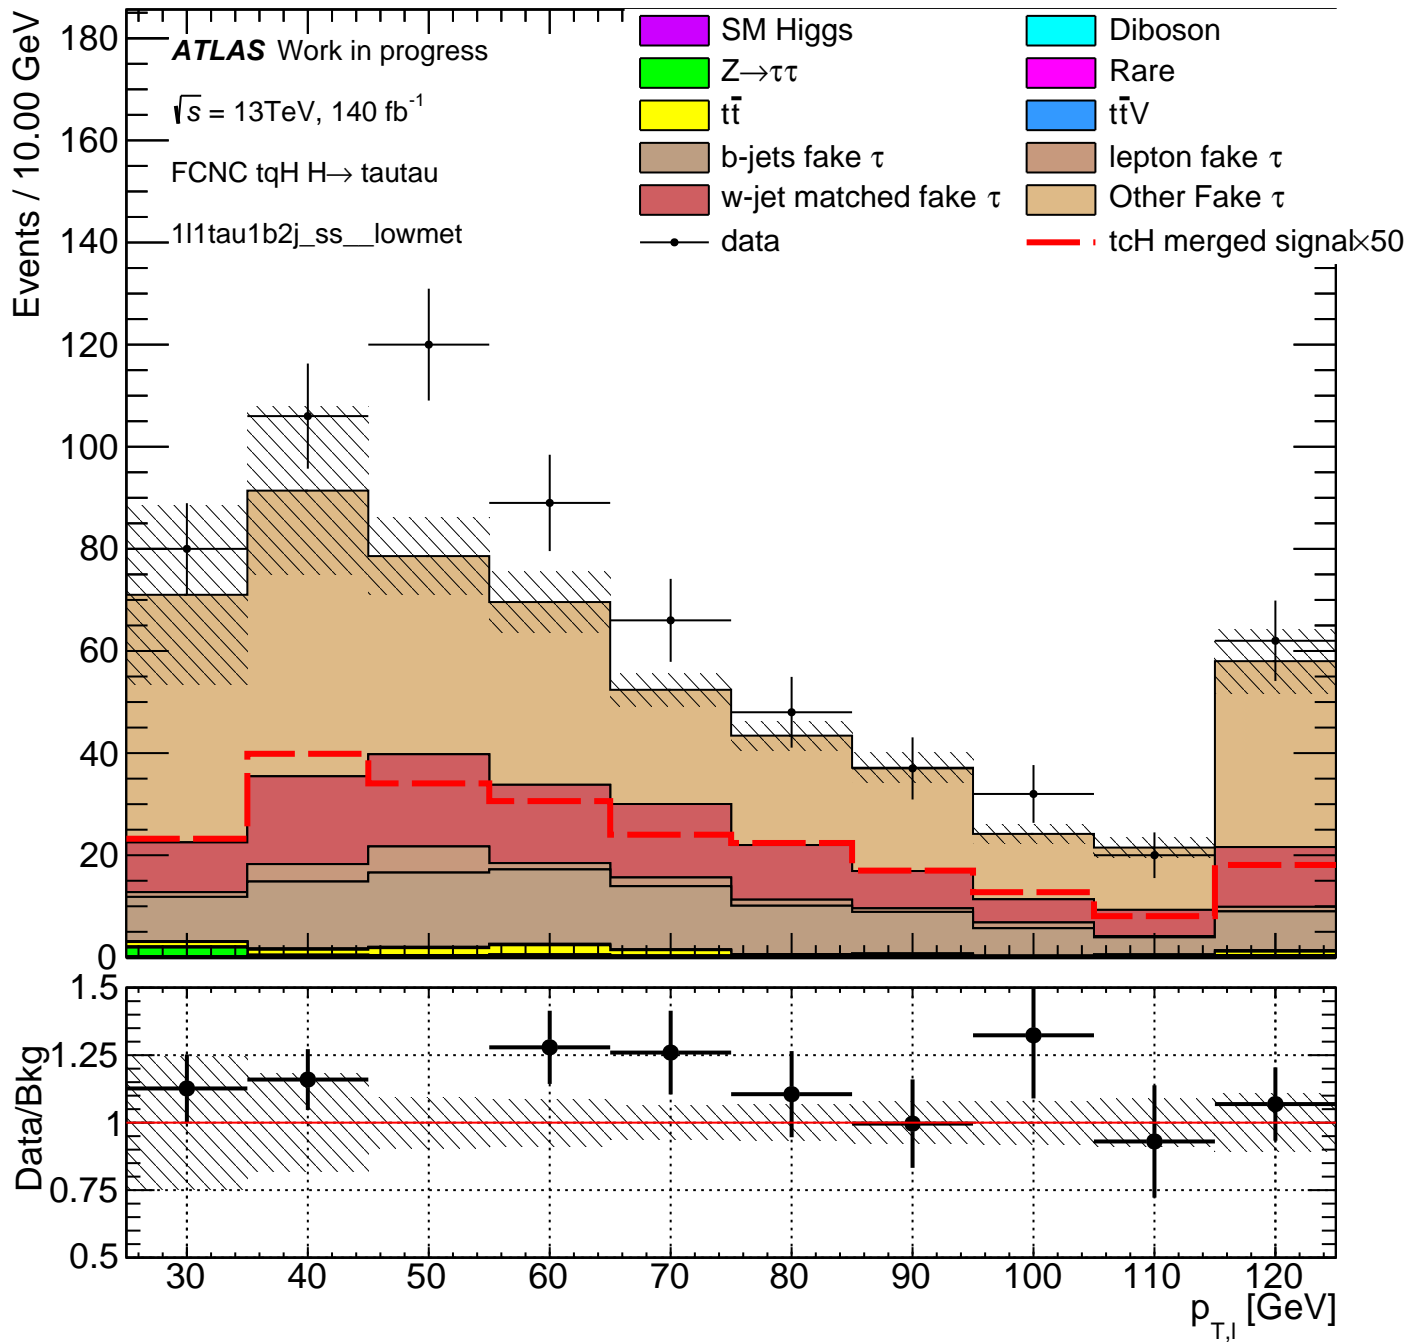 Events / 10.00 GeV
180
160
140
120
100
80
60
40
20
0
ATLAS Work in progress
√s = 13TeV, 140 fb⁻¹
FCNC tqH H→ tautau
1l1tau1b2j_ss__lowmet
SM Higgs
Z→ττ
tt̄
b-jets fake τ
w-jet matched fake τ
data
Diboson
Rare
tt̄V
lepton fake τ
Other Fake τ
tcH merged signal×50
Data/Bkg
1.5
1.25
1
0.75
0.5
30 40 50 60 70 80 90 100 110 120
p_T,l [GeV]